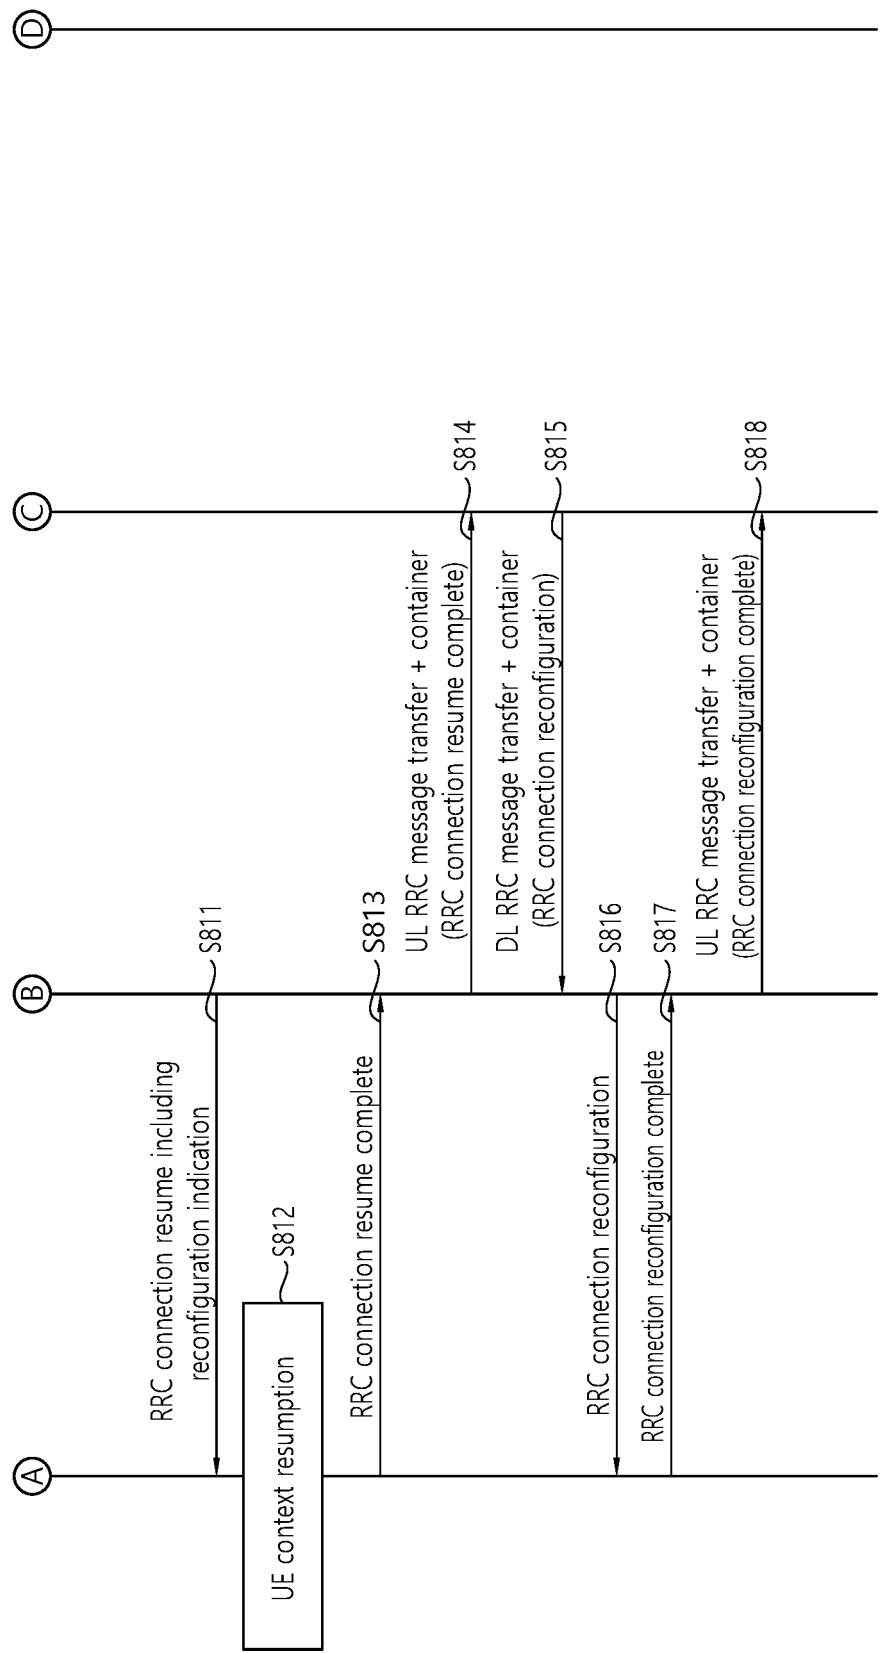 A
B
C
D
RRC connection resume including
reconfiguration indication
S811
UE context resumption
S812
RRC connection resume complete
S813
UL RRC message transfer + container
(RRC connection resume complete)
S814
DL RRC message transfer + container
(RRC connection reconfiguration)
S815
RRC connection reconfiguration
S816
RRC connection reconfiguration complete
S817
UL RRC message transfer + container
(RRC connection reconfiguration complete)
S818